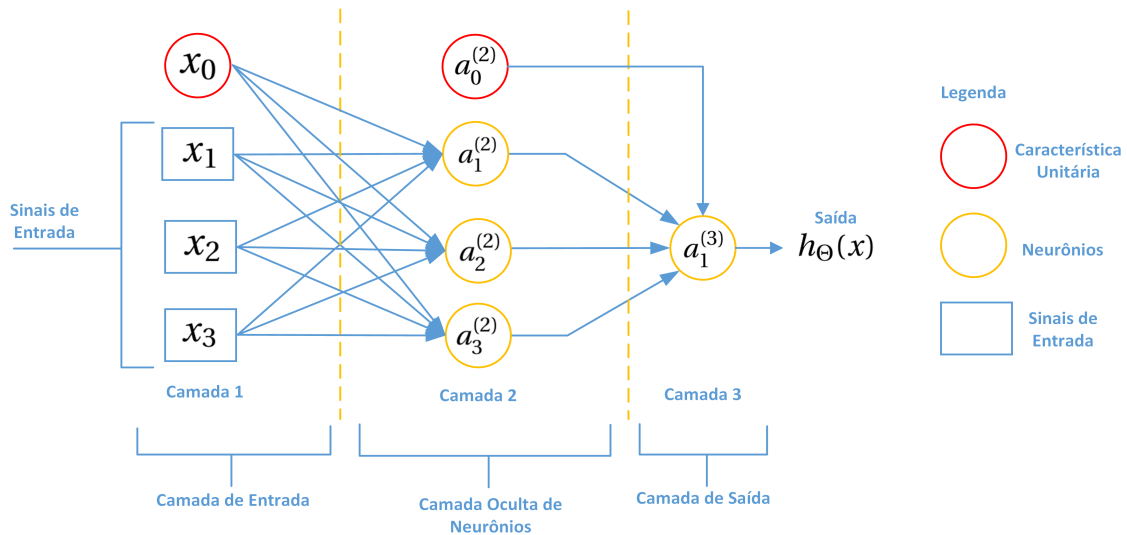 x₀
x₁
x₂
x₃
Sinais de
Entrada
Camada 1
Camada de Entrada
a₀⁽²⁾
a₁⁽²⁾
a₂⁽²⁾
a₃⁽²⁾
Camada 2
Camada Oculta de
Neurônios
a₁⁽³⁾
Camada 3
Camada de Saída
Saída
h_Θ(x)
Legenda
Característica
Unitária
Neurônios
Sinais de
Entrada